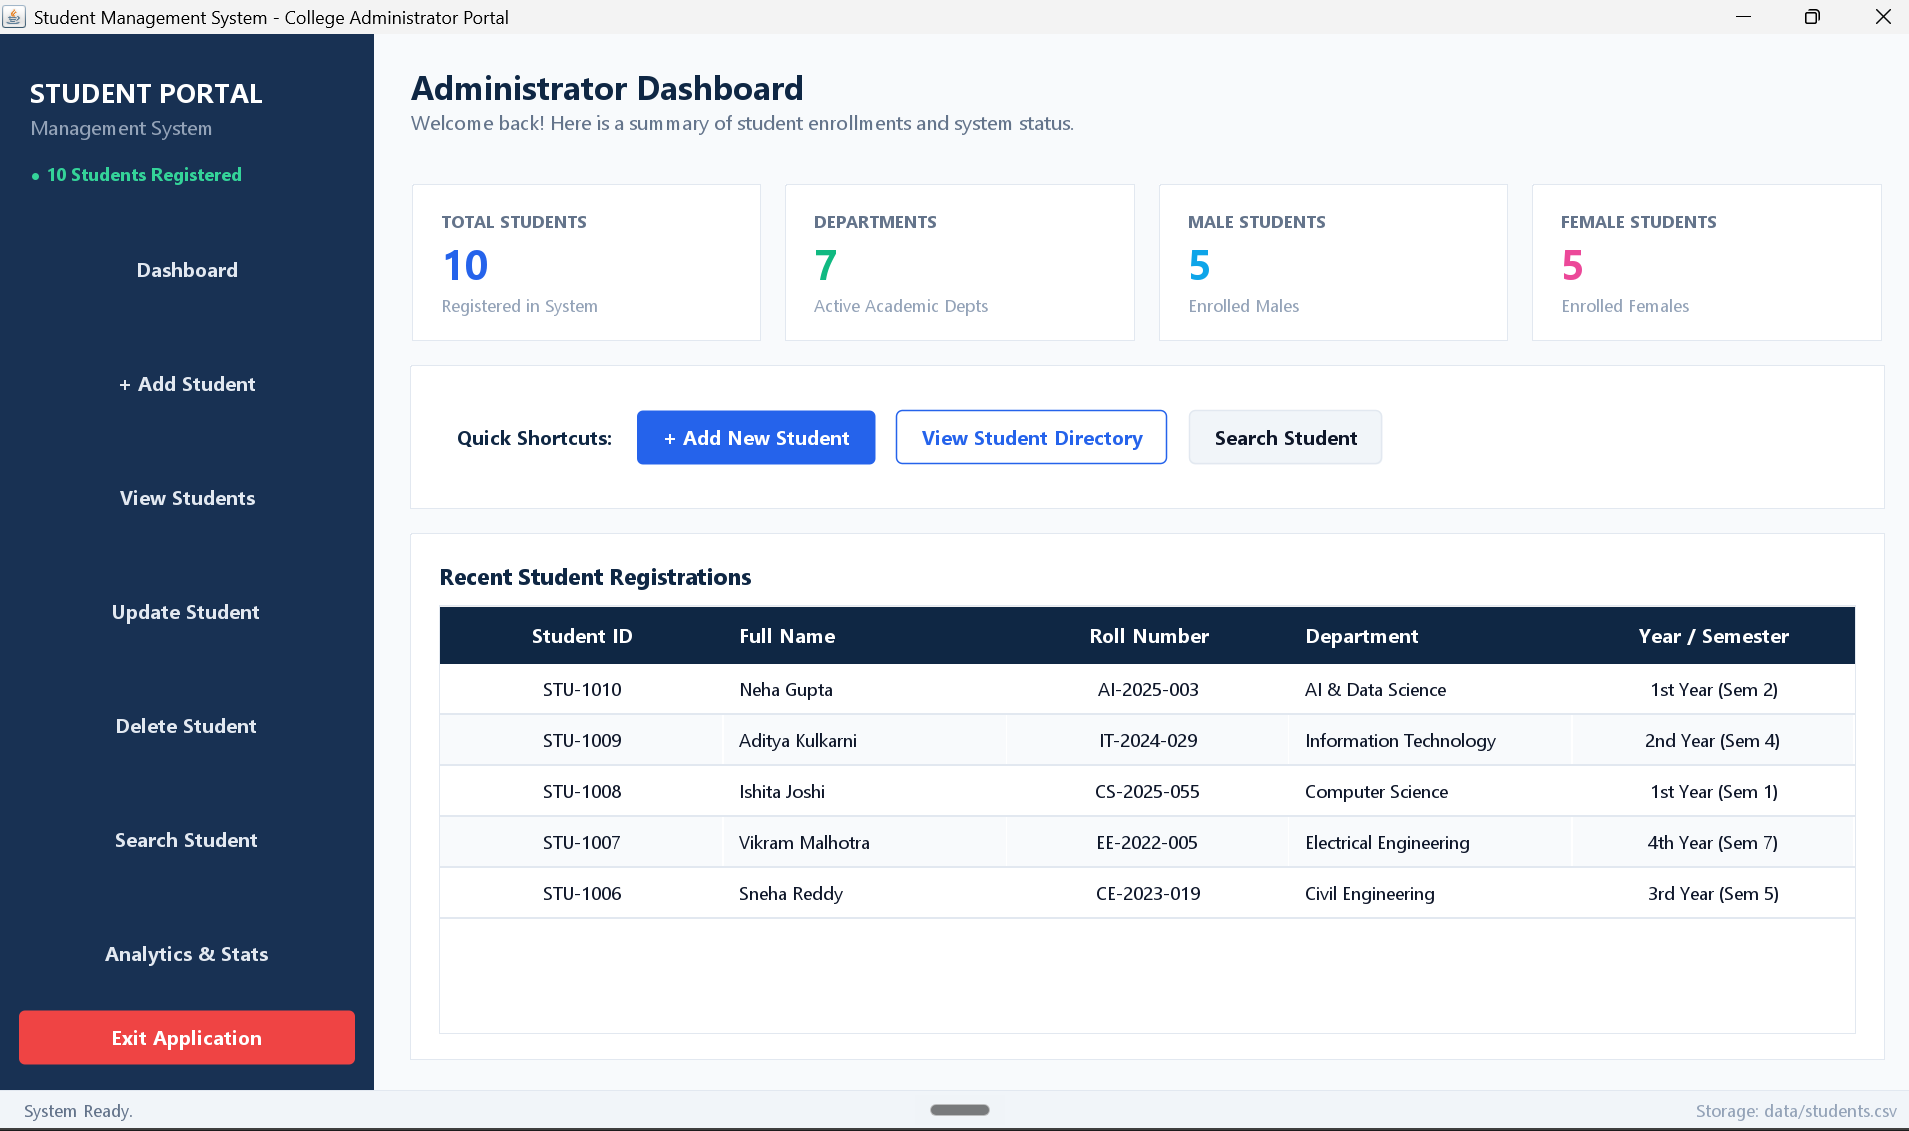 Student Management System - College Administrator Portal
STUDENT PORTAL
Management System
• 10 Students Registered
Dashboard
+ Add Student
View Students
Update Student
Delete Student
Search Student
Analytics & Stats
Exit Application
Administrator Dashboard
Welcome back! Here is a summary of student enrollments and system status.
TOTAL STUDENTS
10
Registered in System
DEPARTMENTS
7
Active Academic Depts
MALE STUDENTS
5
Enrolled Males
FEMALE STUDENTS
5
Enrolled Females
Quick Shortcuts: + Add New Student View Student Directory Search Student
Recent Student Registrations
Student ID Full Name Roll Number Department Year / Semester
STU-1010 Neha Gupta AI-2025-003 AI & Data Science 1st Year (Sem 2)
STU-1009 Aditya Kulkarni IT-2024-029 Information Technology 2nd Year (Sem 4)
STU-1008 Ishita Joshi CS-2025-055 Computer Science 1st Year (Sem 1)
STU-1007 Vikram Malhotra EE-2022-005 Electrical Engineering 4th Year (Sem 7)
STU-1006 Sneha Reddy CE-2023-019 Civil Engineering 3rd Year (Sem 5)
System Ready.
Storage: data/students.csv